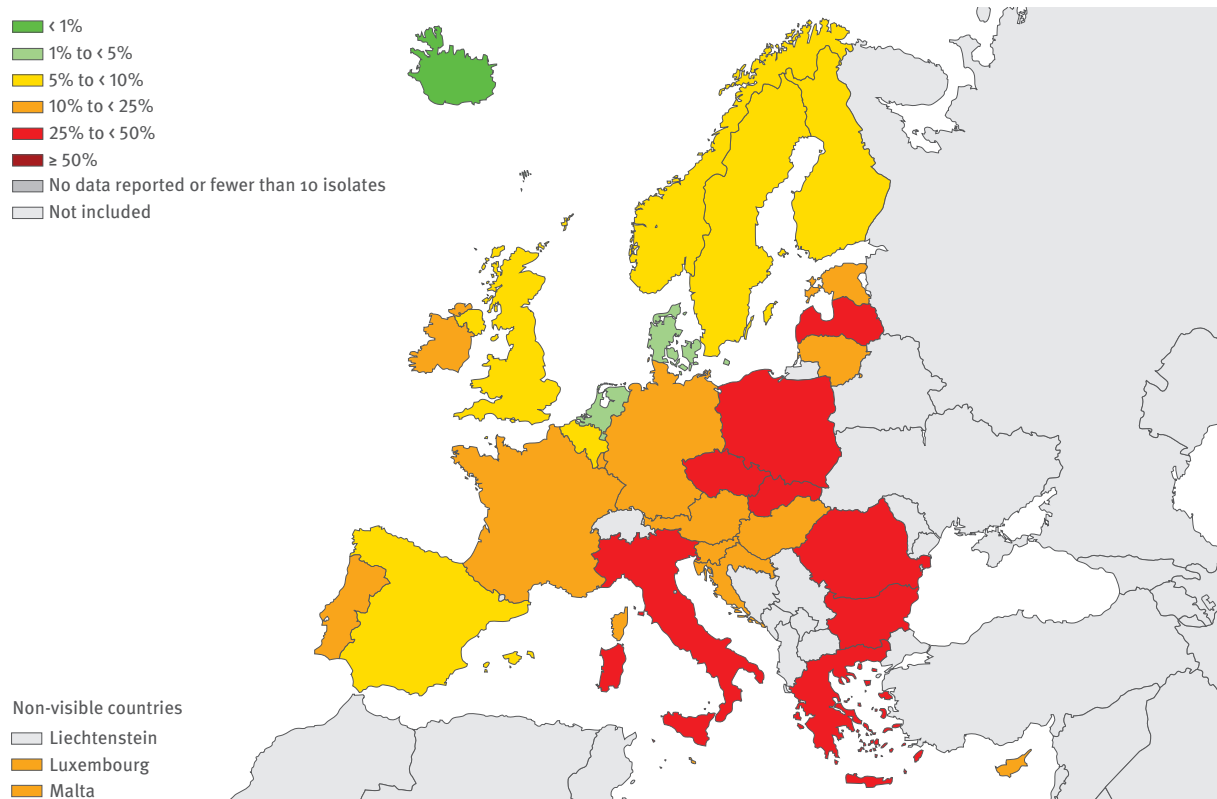 < 1%
1% to < 5%
5% to < 10%
10% to < 25%
25% to < 50%
≥ 50%
No data reported or fewer than 10 isolates
Not included
Non-visible countries
Liechtenstein
Luxembourg
Malta